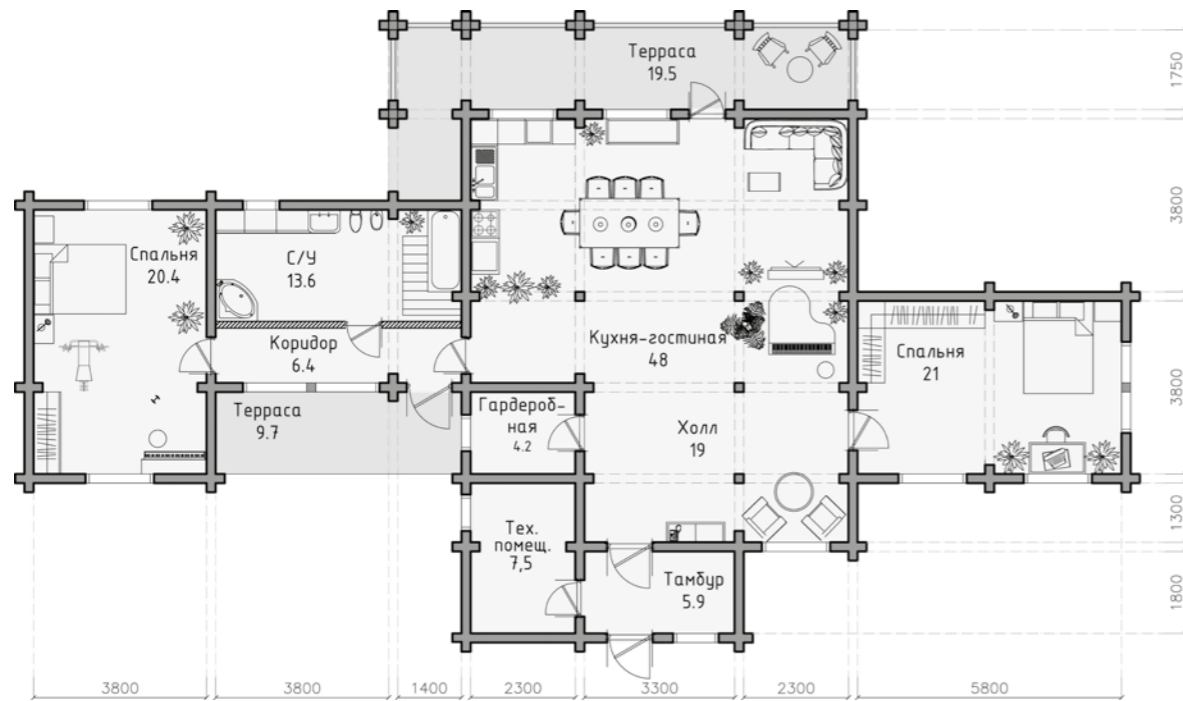 Терраса
19.5
1750
3800
Спальня
20.4
С/У
13.6
Коридор
6.4
Кухня-гостиная
48
Спальня
21
3800
Терраса
9.7
Гардероб-
ная
4.2
Холл
19
1300
Тех.
помещ.
7,5
Тамбур
5.9
1800
3800
3800
1400
2300
3300
2300
5800